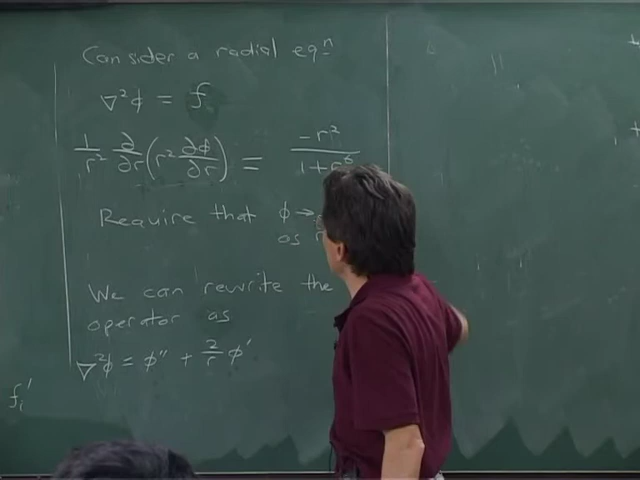 Consider a radial eqⁿ
∇²φ = f
1/r² ∂/∂r (r² ∂φ/∂r) = -r²/1+r⁶
Require that φ→
as r
We can rewrite the
operator as
∇²φ = φ'' + 2/r φ'
fᵢ'